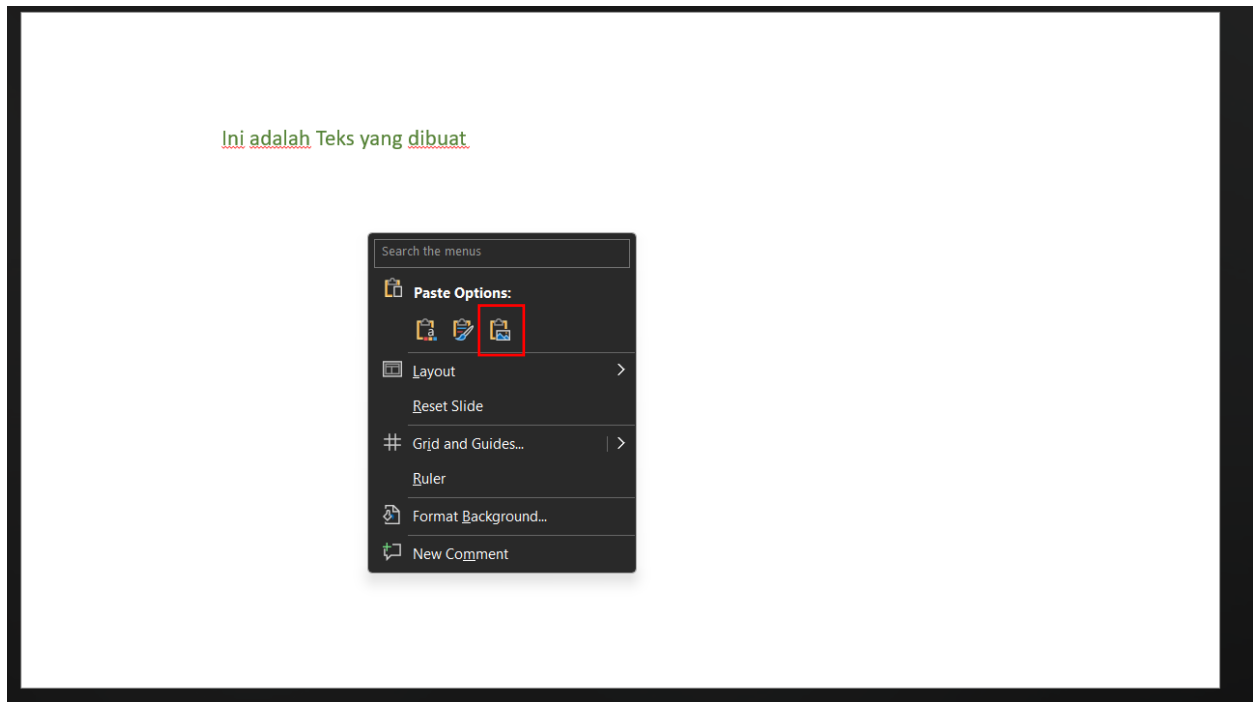 Ini adalah Teks yang dibuat
Search the menus
Paste Options:
Layout
Reset Slide
Grid and Guides...
Ruler
Format Background...
New Comment